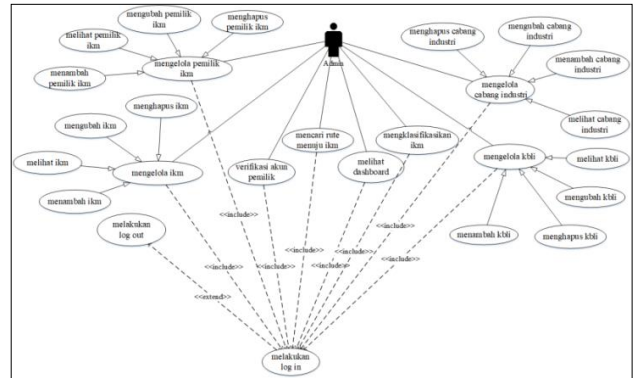 mengubah pemilik
ikm
menghapus
pemilik ikm
melihat pemilik
ikm
menambah
pemilik ikm
mengelola pemilik
ikm
Admin
menghapus cabang
industri
mengubah cabang
industri
menambah cabang
industri
mengelola
cabang industri
melihat cabang
industri
menghapus ikm
mengubah ikm
melihat ikm
mengelola ikm
menambah ikm
verifikasi akun
pemilik
mencari rute
menuju ikm
melihat
dashboard
mengklasifikasikan
ikm
mengelola kbli
melihat kbli
mengubah kbli
menghapus kbli
menambah kbli
melakukan
log out
<<include>>
<<include>>
<<include>>
<<include>>
<<include>>
<<extend>>
melakukan
log in